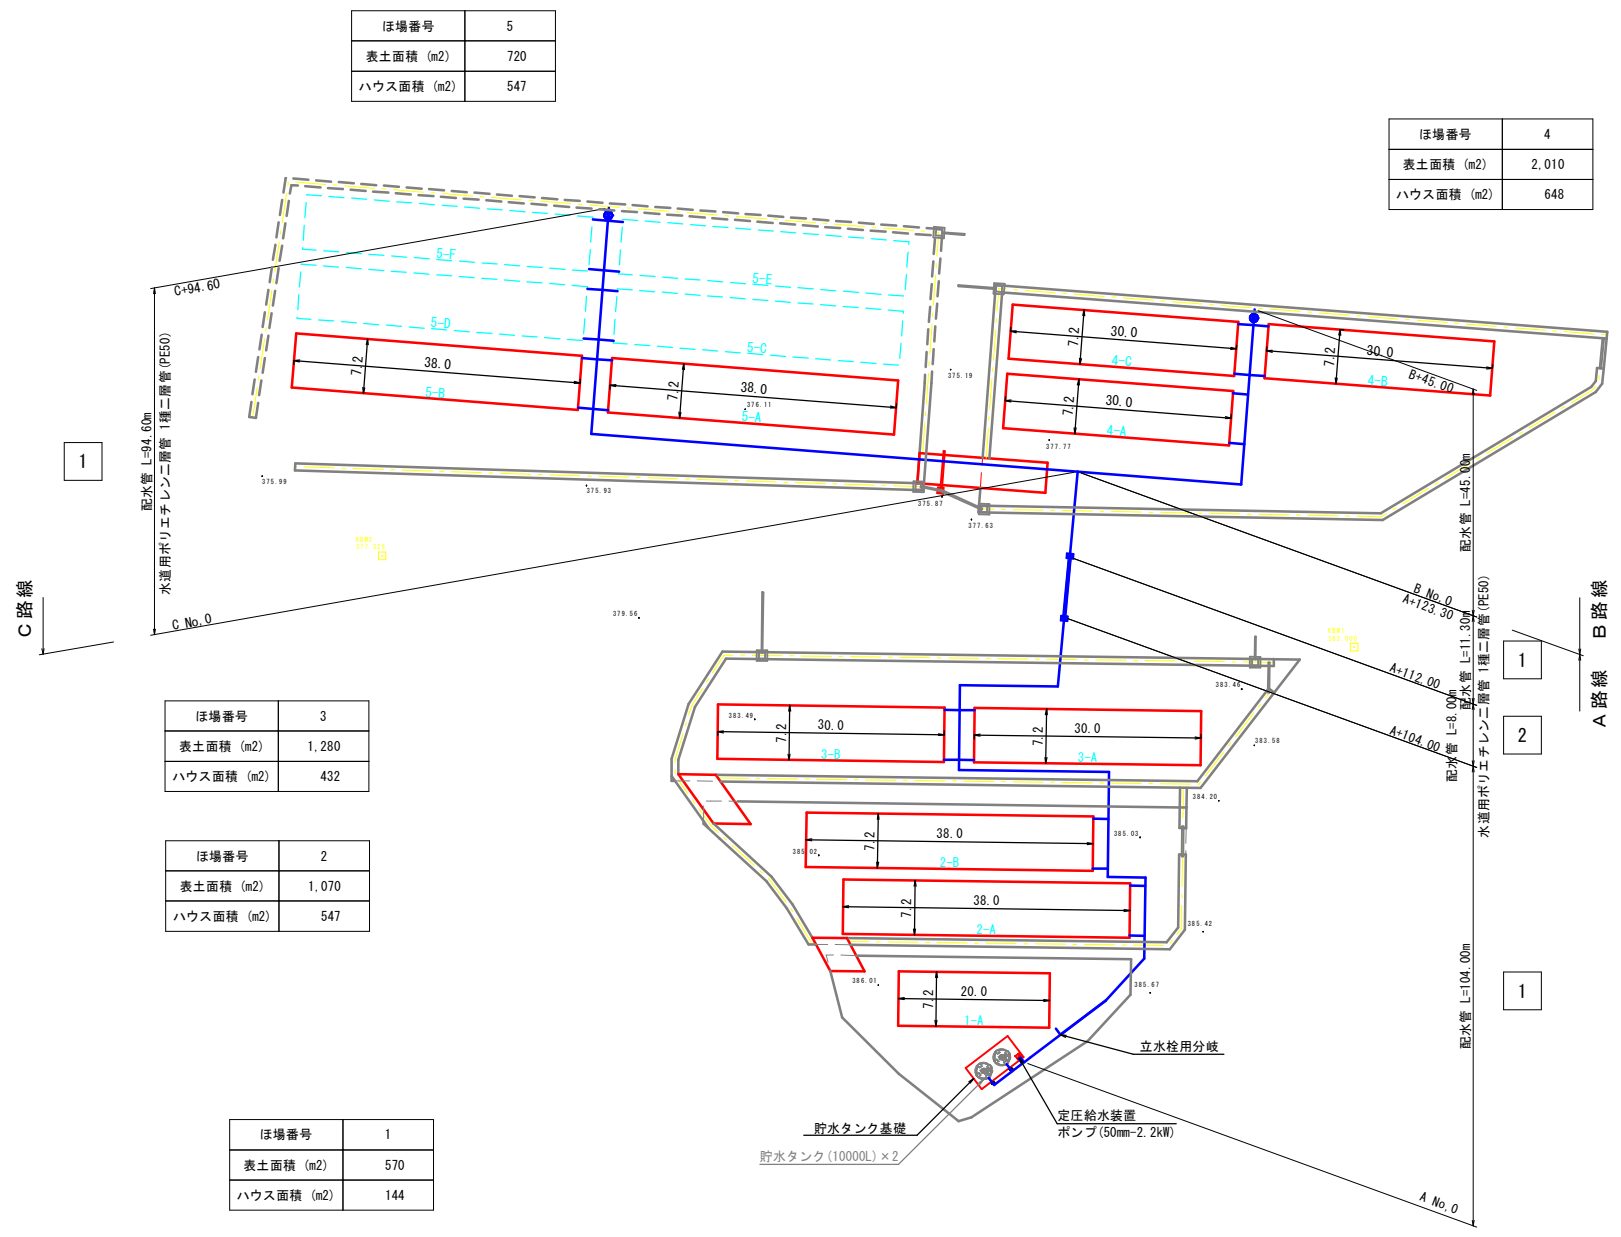 ほ場番号 5
表土面積 (m2) 720
ハウス面積 (m2) 547
ほ場番号 4
表土面積 (m2) 2,010
ハウス面積 (m2) 648
5-F
5-E
5-D
5-C
C+94.60
7.2
38.0
5-B
7.2
38.0
376.11
5-A
375.19
7.2
30.0
4-C
7.2
30.0
4-B
B+45.00
7.2
30.0
4-A
377.77
1
配水管 L=94.60m
水道用ポリエチレン二層管 1種二層管(PE50)
375.99
375.93
375.87
377.63
配水管 L=45.00m
C路線
C No.0
379.56
B No.0
A+123.30
配水管 L=11.30m
水道用ポリエチレン二層管 1種二層管(PE50)
B路線
A路線
1
A+112.00
2
A+104.00
配水管 L=8.00m
383.46
383.49
7.2
30.0
3-B
7.2
30.0
3-A
383.58
ほ場番号 3
表土面積 (m2) 1,280
ハウス面積 (m2) 432
384.20
385.03
7.2
38.0
385.02
2-B
ほ場番号 2
表土面積 (m2) 1,070
ハウス面積 (m2) 547
7.2
38.0
2-A
385.42
386.01
385.67
7.2
20.0
1-A
1
配水管 L=104.00m
立水栓用分岐
定圧給水装置
ポンプ(50mm-2.2kW)
貯水タンク基礎
貯水タンク(10000L)×2
ほ場番号 1
表土面積 (m2) 570
ハウス面積 (m2) 144
A No.0